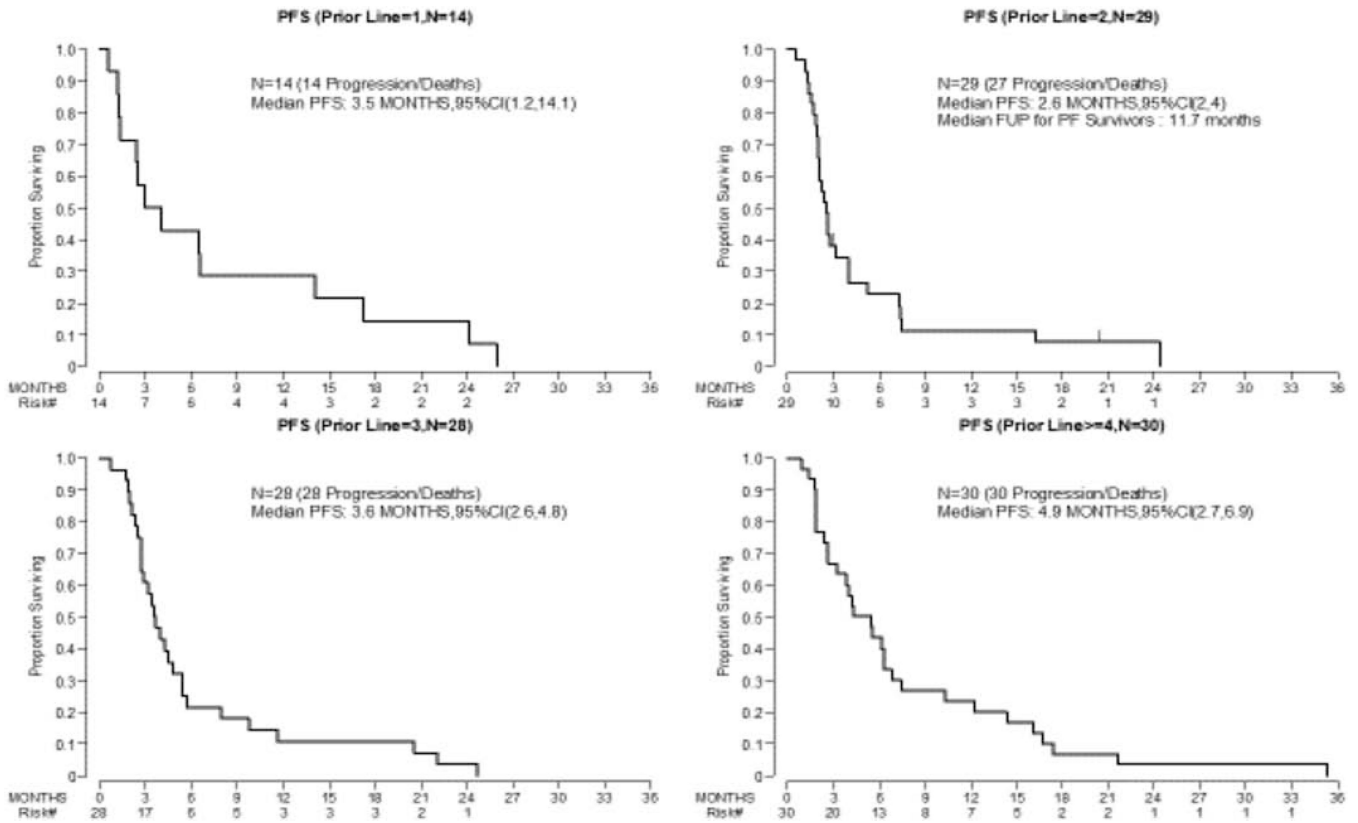 PFS (Prior Line=1,N=14)
1.0
0.9
0.8
0.7
0.6
0.5
0.4
0.3
0.2
0.1
0
Proportion Surviving
N=14 (14 Progression/Deaths)
Median PFS: 3.5 MONTHS,95%CI(1.2,14.1)
MONTHS 0 3 6 9 12 15 18 21 24 27 30 33 36
Risk# 14 7 6 4 4 3 2 2 2
PFS (Prior Line=2,N=29)
1.0
0.9
0.8
0.7
0.6
0.5
0.4
0.3
0.2
0.1
0
Proportion Surviving
N=29 (27 Progression/Deaths)
Median PFS: 2.6 MONTHS,95%CI(2,4)
Median FUP for PF Survivors : 11.7 months
MONTHS 0 3 6 9 12 15 18 21 24 27 30 33 36
Risk# 29 10 6 3 3 3 2 1 1
PFS (Prior Line=3,N=28)
1.0
0.9
0.8
0.7
0.6
0.5
0.4
0.3
0.2
0.1
0
Proportion Surviving
N=28 (28 Progression/Deaths)
Median PFS: 3.6 MONTHS,95%CI(2.6,4.8)
MONTHS 0 3 6 9 12 15 18 21 24 27 30 33 36
Risk# 28 17 6 5 3 3 3 2 1
PFS (Prior Line>=4,N=30)
1.0
0.9
0.8
0.7
0.6
0.5
0.4
0.3
0.2
0.1
0
Proportion Surviving
N=30 (30 Progression/Deaths)
Median PFS: 4.9 MONTHS,95%CI(2.7,6.9)
MONTHS 0 3 6 9 12 15 18 21 24 27 30 33 36
Risk# 30 20 13 8 7 5 2 2 1 1 1 1